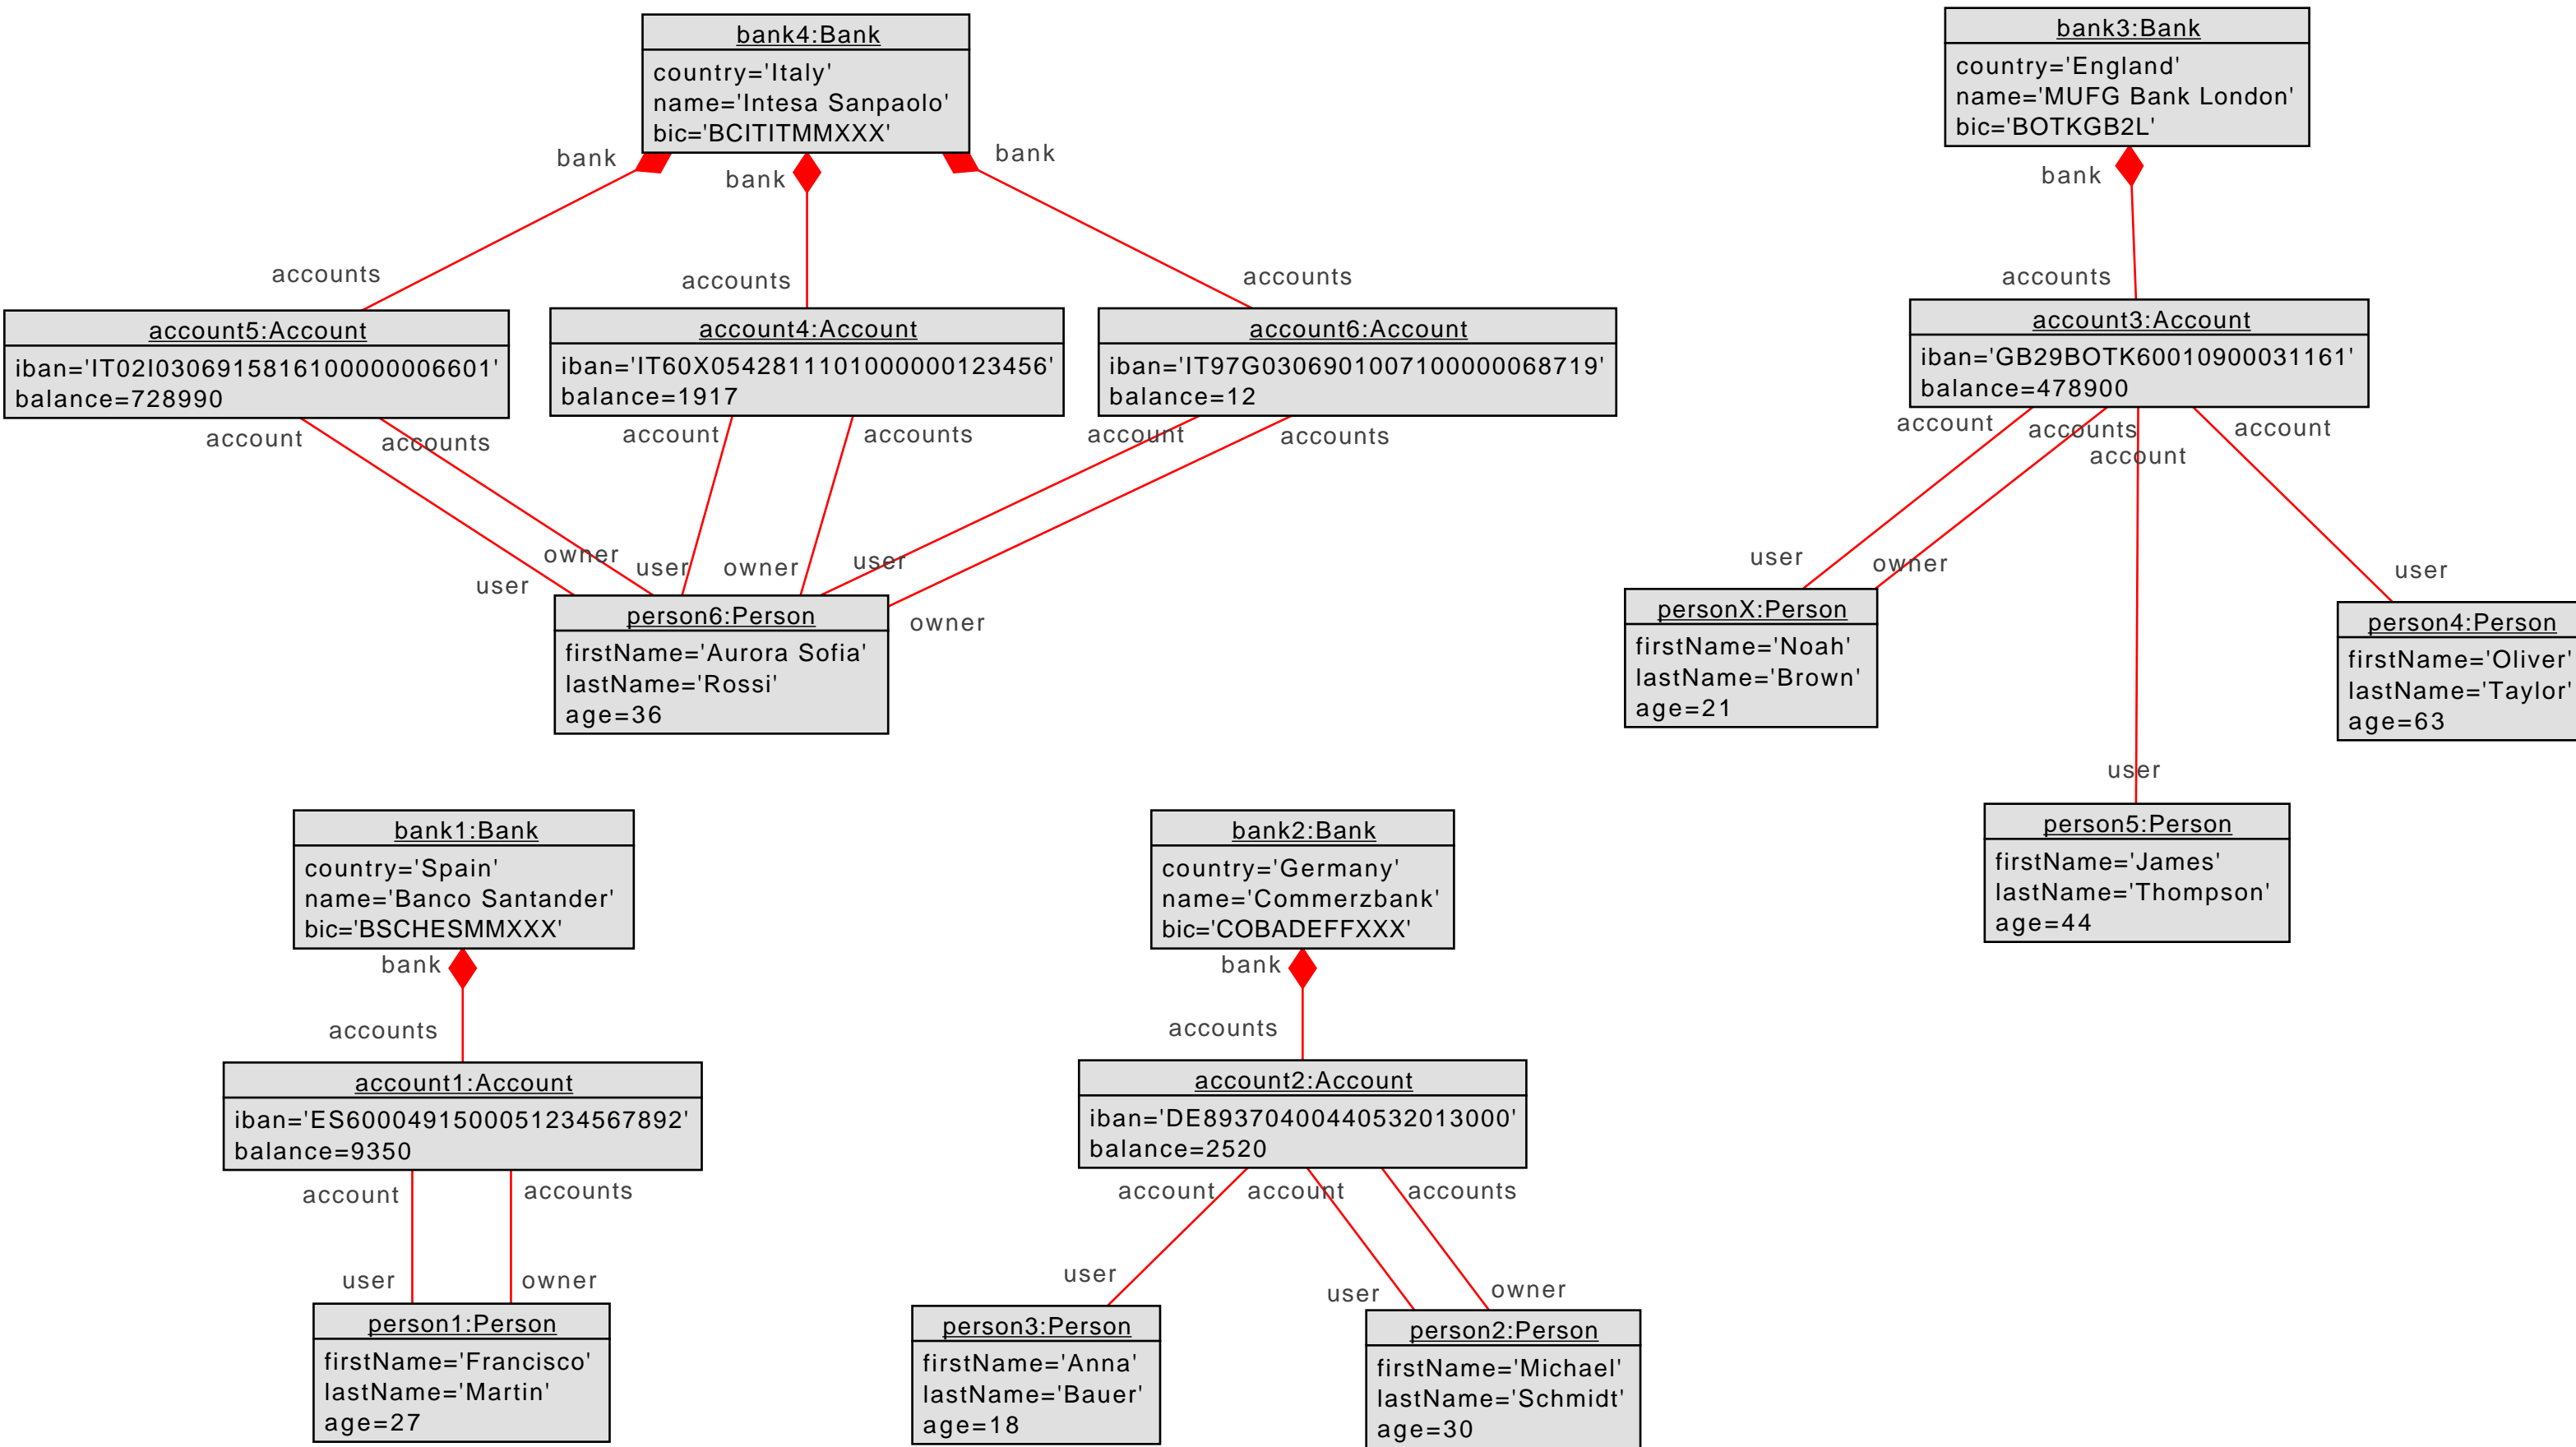 bank4:Bank
country='Italy'
name='Intesa Sanpaolo'
bic='BCITITMMXXX'
bank3:Bank
country='England'
name='MUFG Bank London'
bic='BOTKGB2L'
bank
bank
bank
bank
accounts
accounts
accounts
accounts
account5:Account
iban='IT02I0306915816100000006601'
balance=728990
account4:Account
iban='IT60X0542811101000000123456'
balance=1917
account6:Account
iban='IT97G0306901007100000068719'
balance=12
account3:Account
iban='GB29BOTK60010900031161'
balance=478900
account
accounts
account
accounts
account
accounts
account
accounts
account
account
user
owner
user
owner
user
owner
user
owner
user
user
person6:Person
firstName='Aurora Sofia'
lastName='Rossi'
age=36
personX:Person
firstName='Noah'
lastName='Brown'
age=21
person4:Person
firstName='Oliver'
lastName='Taylor'
age=63
person5:Person
firstName='James'
lastName='Thompson'
age=44
bank1:Bank
country='Spain'
name='Banco Santander'
bic='BSCHESMMXXX'
bank2:Bank
country='Germany'
name='Commerzbank'
bic='COBADEFFXXX'
bank
bank
accounts
accounts
account1:Account
iban='ES6000491500051234567892'
balance=9350
account2:Account
iban='DE89370400440532013000'
balance=2520
account
accounts
account
account
accounts
user
owner
user
user
owner
person1:Person
firstName='Francisco'
lastName='Martin'
age=27
person3:Person
firstName='Anna'
lastName='Bauer'
age=18
person2:Person
firstName='Michael'
lastName='Schmidt'
age=30